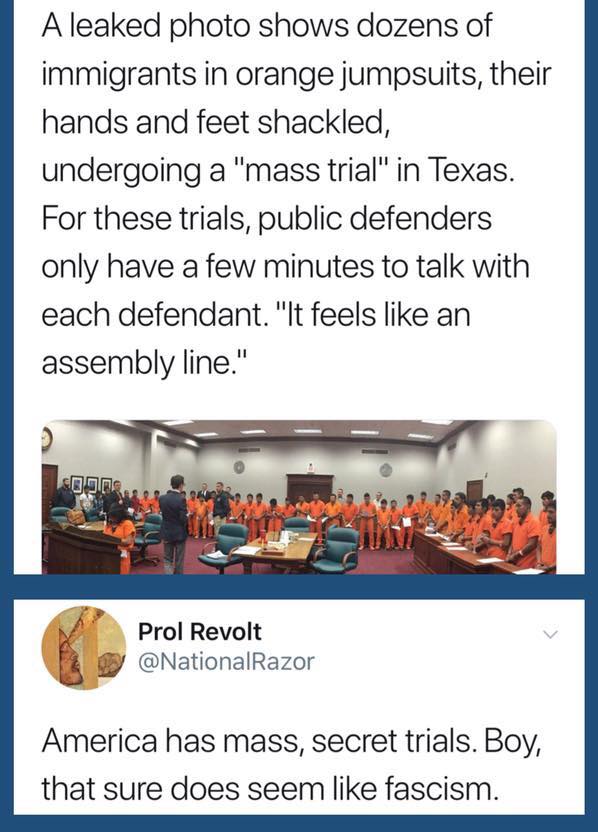 A leaked photo shows dozens of
immigrants in orange jumpsuits, their
hands and feet shackled,
undergoing a "mass trial" in Texas.
For these trials, public defenders
only have a few minutes to talk with
each defendant. "It feels like an
assembly line."
Prol Revolt
@NationalRazor
America has mass, secret trials. Boy,
that sure does seem like fascism.